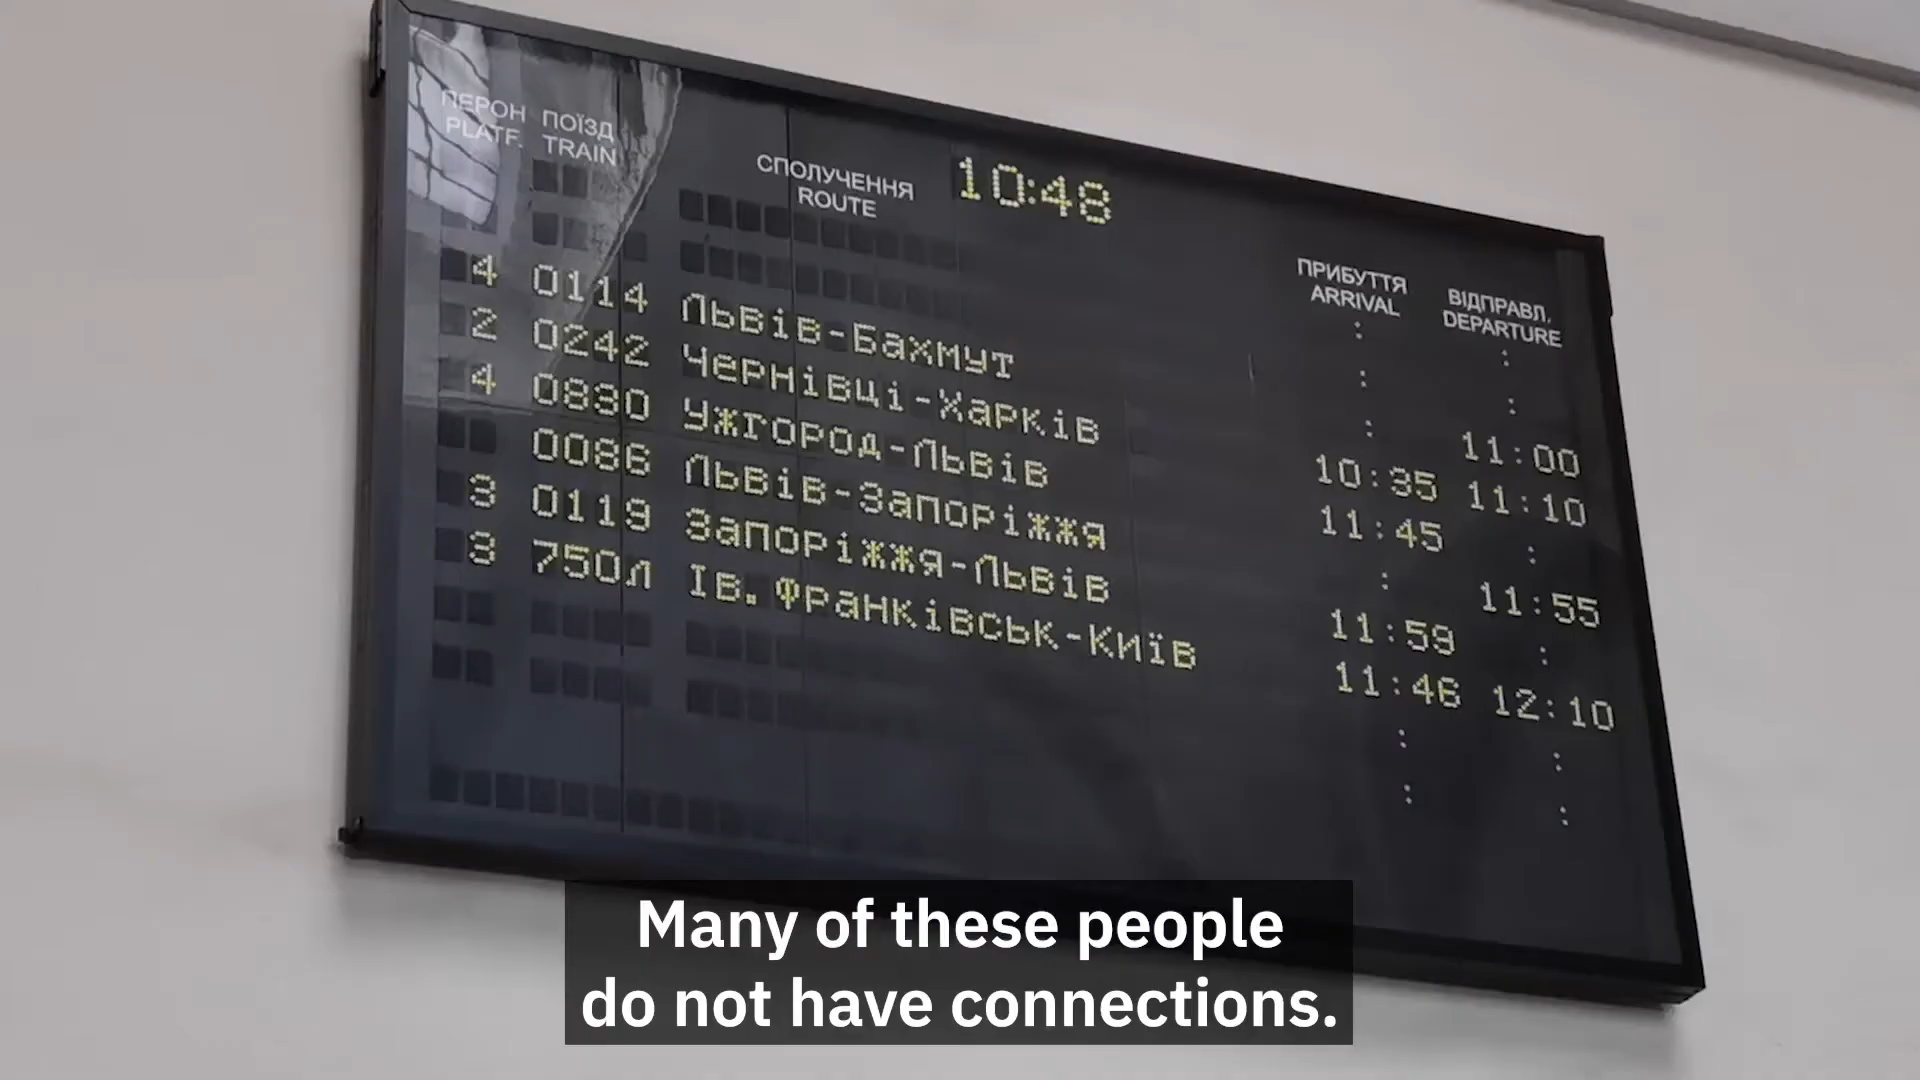 ПЕРОН ПОЇЗД СПОЛУЧЕННЯ 10:48 ПРИБУТТЯ ВІДПРАВЛ.
PLATF. TRAIN ROUTE ARRIVAL DEPARTURE
4 0114 Львів-Бахмут : 11:00
2 0242 Чернівці-Харків 10:35 11:10
4 0830 Ужгород-Львів 11:45 :
0086 Львів-Запоріжжя : 11:55
3 0119 Запоріжжя-Львів 11:59 :
3 750Л Ів.Франківськ-Київ 11:46 12:10
Many of these people
do not have connections.